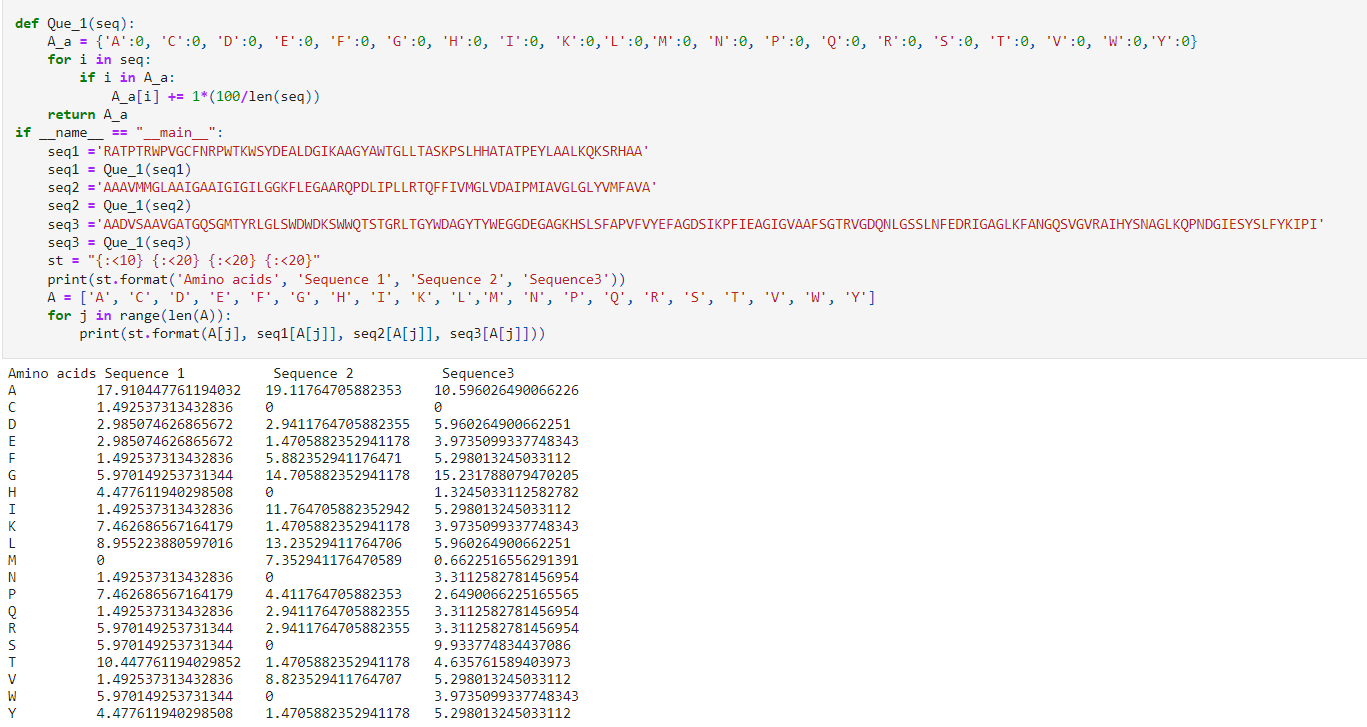 def Que_1(seq):
    A_a = {'A':0, 'C':0, 'D':0, 'E':0, 'F':0, 'G':0, 'H':0, 'I':0, 'K':0,'L':0,'M':0, 'N':0, 'P':0, 'Q':0, 'R':0, 'S':0, 'T':0, 'V':0, 'W':0,'Y':0}
    for i in seq:
        if i in A_a:
            A_a[i] += 1*(100/len(seq))
    return A_a
if __name__ == "__main__":
    seq1 ='RATPTRWPVGCFNRPWTKWSYDEALDGIKAAGYAWTGLLTASKPSLHHATATPEYLAALKQKSRHAA'
    seq1 = Que_1(seq1)
    seq2 ='AAAVMMGLAAIGAAIGIGILGGKFLEGAARQPDLIPLLRTQFFIVMGLVDAIPMIAVGLGLYVMFAVA'
    seq2 = Que_1(seq2)
    seq3 ='AADVSAAVGATGQSGMTYRLGLSWDWDKSWWQTSTGRLTGYWDAGYTYWEGGDEGAGKHSLSFAPVFVYEFAGDSIKPFIEAGIGVAAFSGTRVGDQNLGSSLNFEDRIGAGLKFANGQSVGVRAIHYSNAGLKQPNDGIESYSLFYKIPI'
    seq3 = Que_1(seq3)
    st = "{:<10} {:<20} {:<20} {:<20}"
    print(st.format('Amino acids', 'Sequence 1', 'Sequence 2', 'Sequence3'))
    A = ['A', 'C', 'D', 'E', 'F', 'G', 'H', 'I', 'K', 'L','M', 'N', 'P', 'Q', 'R', 'S', 'T', 'V', 'W', 'Y']
    for j in range(len(A)):
        print(st.format(A[j], seq1[A[j]], seq2[A[j]], seq3[A[j]]))
Amino acids Sequence 1           Sequence 2           Sequence3
A          17.910447761194032   19.11764705882353    10.596026490066226
C          1.492537313432836    0                    0
D          2.985074626865672    2.9411764705882355   5.960264900662251
E          2.985074626865672    1.4705882352941178   3.9735099337748343
F          1.492537313432836    5.882352941176471    5.298013245033112
G          5.970149253731344    14.705882352941178   15.231788079470205
H          4.477611940298508    0                    1.3245033112582782
I          1.492537313432836    11.764705882352942   5.298013245033112
K          7.462686567164179    1.4705882352941178   3.9735099337748343
L          8.955223880597016    13.23529411764706    5.960264900662251
M          0                    7.352941176470589    0.6622516556291391
N          1.492537313432836    0                    3.3112582781456954
P          7.462686567164179    4.411764705882353    2.6490066225165565
Q          1.492537313432836    2.9411764705882355   3.3112582781456954
R          5.970149253731344    2.9411764705882355   3.3112582781456954
S          5.970149253731344    0                    9.933774834437086
T          10.447761194029852   1.4705882352941178   4.635761589403973
V          1.492537313432836    8.823529411764707    5.298013245033112
W          5.970149253731344    0                    3.9735099337748343
Y          4.477611940298508    1.4705882352941178   5.298013245033112